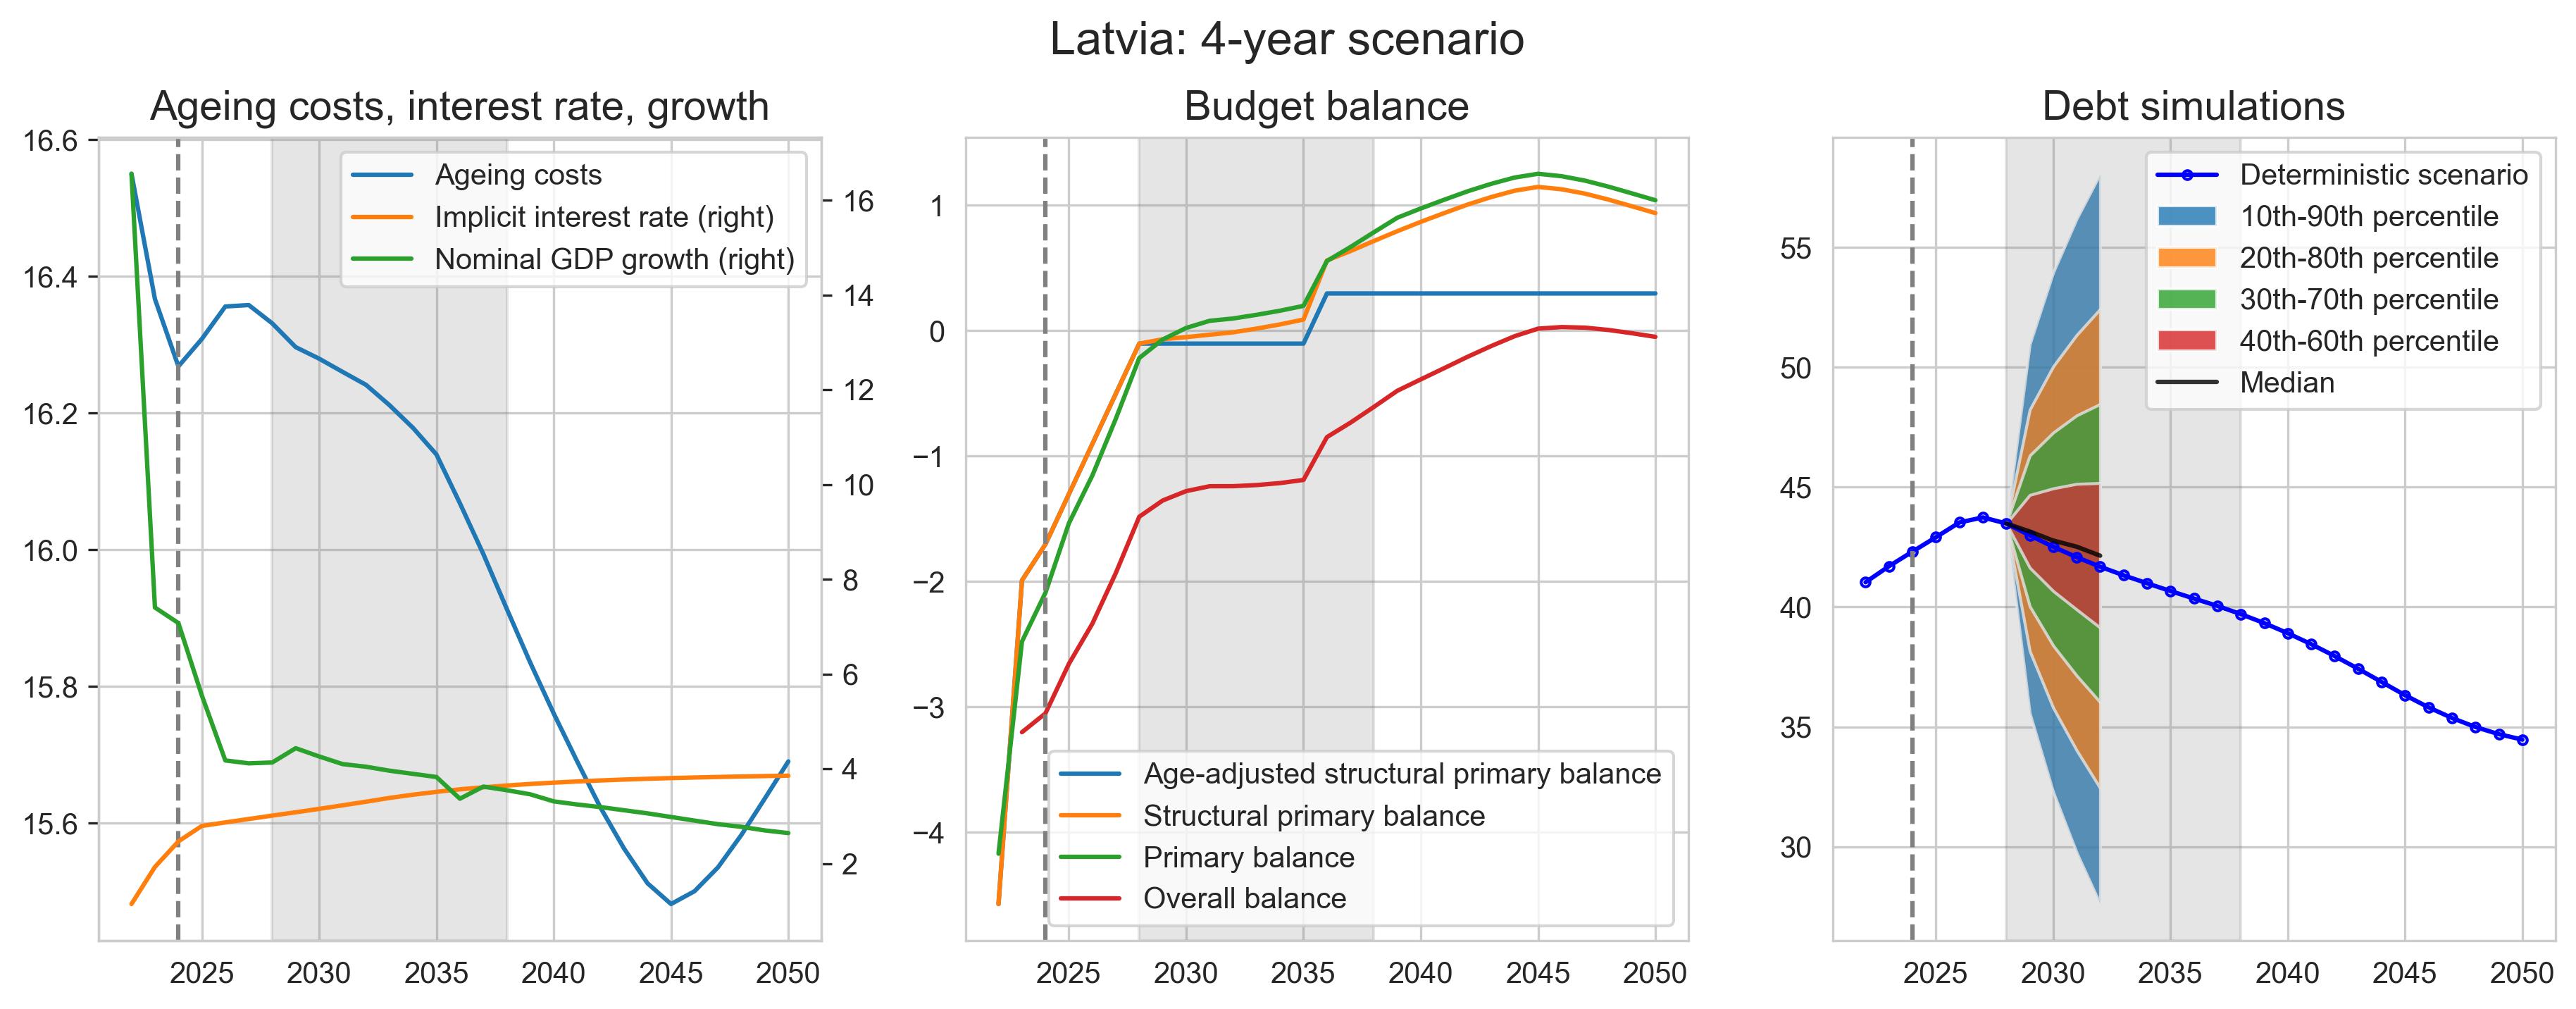 Latvia: 4-year scenario
Ageing costs, interest rate, growth
16.6
16.4
16.2
16.0
15.8
15.6
16
14
12
10
8
6
4
2
2025 2030 2035 2040 2045 2050
Ageing costs
Implicit interest rate (right)
Nominal GDP growth (right)
Budget balance
1
0
−1
−2
−3
−4
2025 2030 2035 2040 2045 2050
Age-adjusted structural primary balance
Structural primary balance
Primary balance
Overall balance
Debt simulations
55
50
45
40
35
30
2025 2030 2035 2040 2045 2050
Deterministic scenario
10th-90th percentile
20th-80th percentile
30th-70th percentile
40th-60th percentile
Median